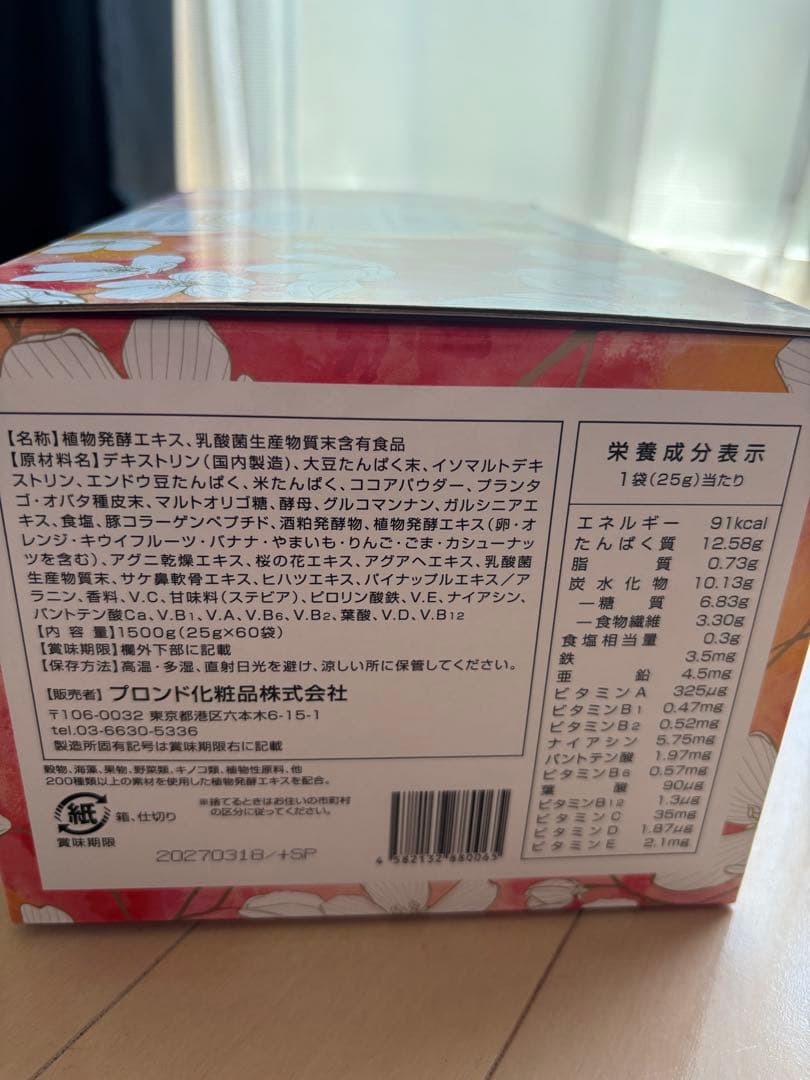 【名称】植物発酵エキス、乳酸菌生産物質末含有食品
【原材料名】デキストリン(国内製造)、大豆たんぱく末、イソマルトデキ
ストリン、エンドウ豆たんぱく、米たんぱく、ココアパウダー、プランタ
ゴ・オバタ種皮末、マルトオリゴ糖、酵母、グルコマンナン、ガルシニアエ
キス、食塩、豚コラーゲンペプチド、酒粕発酵物、植物発酵エキス(卵・オ
レンジ・キウイフルーツ・バナナ・やまいも・りんご・ごま・カシューナッ
ツを含む)、アグニ乾燥エキス、桜の花エキス、アグアヘエキス、乳酸菌
生産物質末、サケ鼻軟骨エキス、ヒハツエキス、パイナップルエキス/ア
ラニン、香料、V.C、甘味料(ステビア)、ピロリン酸鉄、V.E、ナイアシン、
パントテン酸Ca、V.B1、V.A、V.B6、V.B2、葉酸、V.D、V.B12
【内 容 量】1500g(25g×60袋)
【賞味期限】欄外下部に記載
【保存方法】高温・多湿、直射日光を避け、涼しい所に保管してください。
【販売者】ブロンド化粧品株式会社
〒106-0032 東京都港区六本木6-15-1
tel.03-6630-5336
製造所固有記号は賞味期限右に記載
穀物、海藻、果物、野菜類、キノコ類、植物性原料、他
200種類以上の素材を使用した植物発酵エキスを配合。
紙
箱、仕切り
※捨てるときはお住いの市町村
の区分に従ってください。
賞味期限
20270318/+SP
4 582132 880065
栄養成分表示
1袋(25g)当たり
エネルギー 91kcal
たんぱく質 12.58g
脂質 0.73g
炭水化物 10.13g
―糖質 6.83g
―食物繊維 3.30g
食塩相当量 0.3g
鉄 3.5mg
亜鉛 4.5mg
ビタミンA 325μg
ビタミンB1 0.47mg
ビタミンB2 0.52mg
ナイアシン 5.75mg
パントテン酸 1.97mg
ビタミンB6 0.57mg
葉酸 90μg
ビタミンB12 1.3μg
ビタミンC 35mg
ビタミンD 1.87μg
ビタミンE 2.1mg